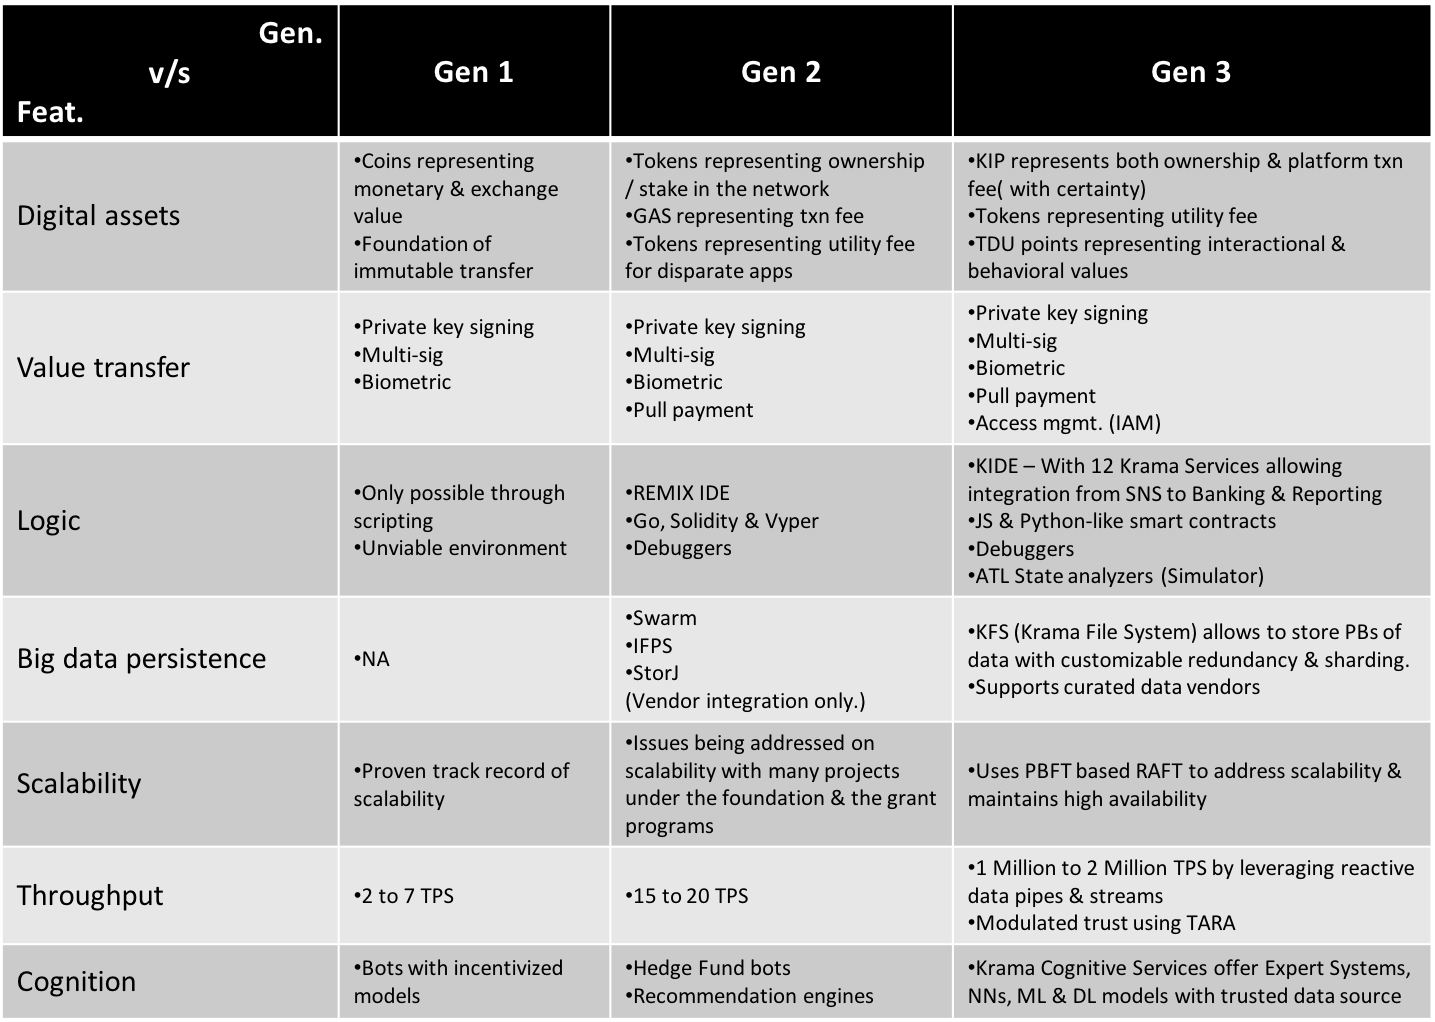 Gen.
v/s
Feat.
Gen 1
Gen 2
Gen 3
Digital assets
•Coins representing
monetary & exchange
value
•Foundation of
immutable transfer
•Tokens representing ownership
/ stake in the network
•GAS representing txn fee
•Tokens representing utility fee
for disparate apps
•KIP represents both ownership & platform txn
fee( with certainty)
•Tokens representing utility fee
•TDU points representing interactional &
behavioral values
Value transfer
•Private key signing
•Multi-sig
•Biometric
•Private key signing
•Multi-sig
•Biometric
•Pull payment
•Private key signing
•Multi-sig
•Biometric
•Pull payment
•Access mgmt. (IAM)
Logic
•Only possible through
scripting
•Unviable environment
•REMIX IDE
•Go, Solidity & Vyper
•Debuggers
•KIDE – With 12 Krama Services allowing
integration from SNS to Banking & Reporting
•JS & Python-like smart contracts
•Debuggers
•ATL State analyzers (Simulator)
Big data persistence
•NA
•Swarm
•IFPS
•StorJ
(Vendor integration only.)
•KFS (Krama File System) allows to store PBs of
data with customizable redundancy & sharding.
•Supports curated data vendors
Scalability
•Proven track record of
scalability
•Issues being addressed on
scalability with many projects
under the foundation & the grant
programs
•Uses PBFT based RAFT to address scalability &
maintains high availability
Throughput
•2 to 7 TPS
•15 to 20 TPS
•1 Million to 2 Million TPS by leveraging reactive
data pipes & streams
•Modulated trust using TARA
Cognition
•Bots with incentivized
models
•Hedge Fund bots
•Recommendation engines
•Krama Cognitive Services offer Expert Systems,
NNs, ML & DL models with trusted data source